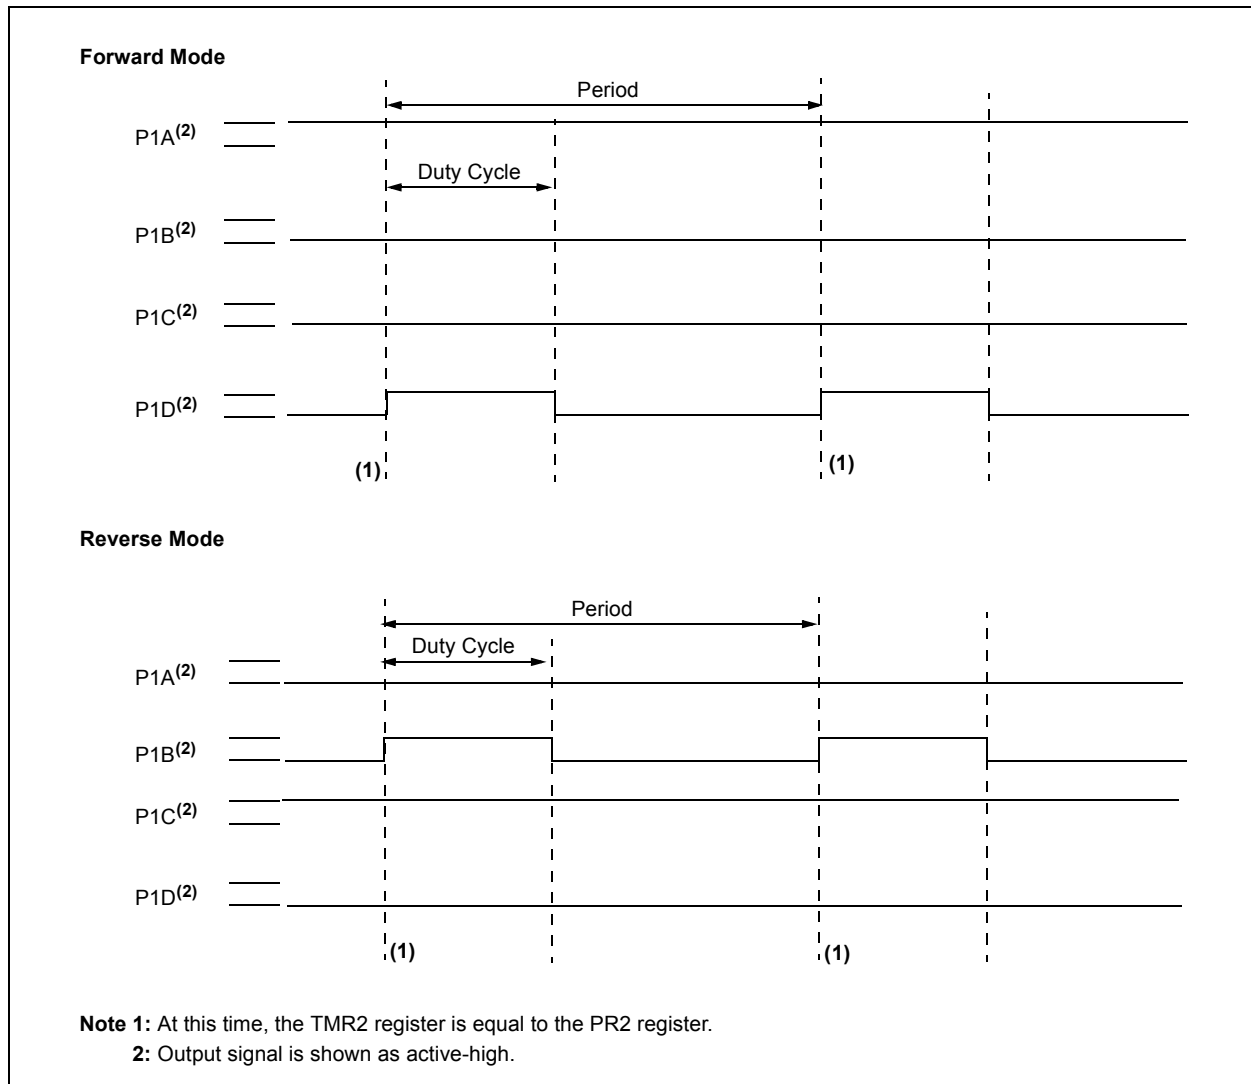 Forward Mode
Period
P1A(2)
Duty Cycle
P1B(2)
P1C(2)
P1D(2)
(1)
(1)
Reverse Mode
Period
Duty Cycle
P1A(2)
P1B(2)
P1C(2)
P1D(2)
(1)
(1)
Note 1: At this time, the TMR2 register is equal to the PR2 register.
2: Output signal is shown as active-high.